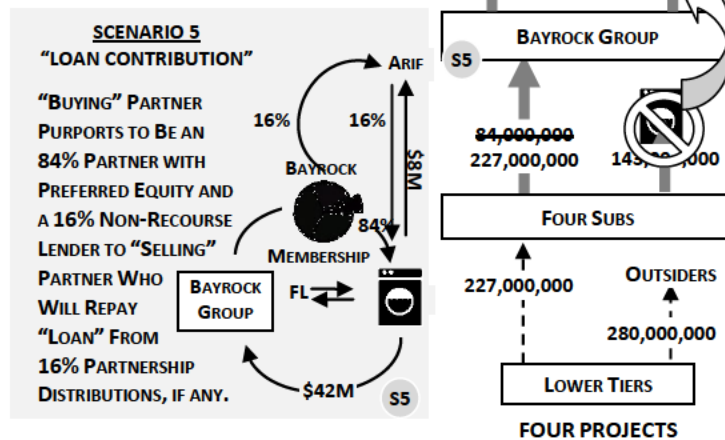 SCENARIO 5
"LOAN CONTRIBUTION"
"BUYING" PARTNER
PURPORTS TO BE AN
84% PARTNER WITH
PREFERRED EQUITY AND
A 16% NON-RECOURSE
LENDER TO "SELLING"
PARTNER WHO
WILL REPAY
"LOAN" FROM
16% PARTNERSHIP
DISTRIBUTIONS, IF ANY.
ARIF
16%
16%
$8M
BAYROCK
84%
MEMBERSHIP
BAYROCK
GROUP
FL
$42M
S5
BAYROCK GROUP
S5
84,000,000
227,000,000
FOUR SUBS
227,000,000
OUTSIDERS
280,000,000
LOWER TIERS
FOUR PROJECTS